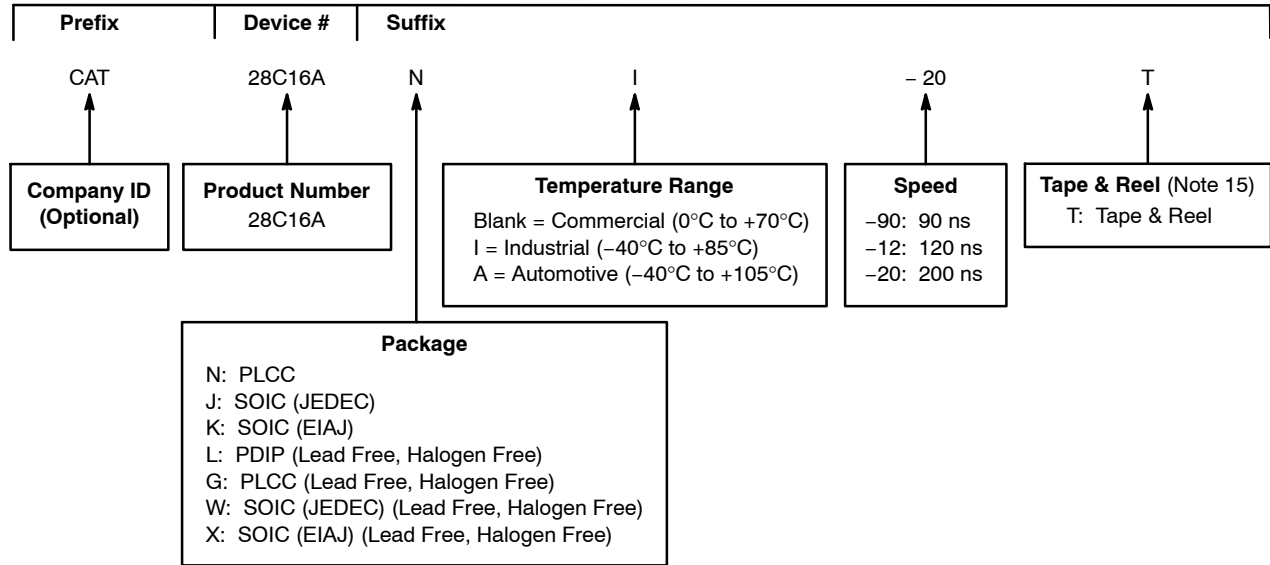 Prefix Device # Suffix
CAT 28C16A N I – 20 T
Company ID
(Optional)
Product Number
28C16A
Temperature Range
Blank = Commercial (0°C to +70°C)
I = Industrial (−40°C to +85°C)
A = Automotive (−40°C to +105°C)
Speed
−90: 90 ns
−12: 120 ns
−20: 200 ns
Tape & Reel (Note 15)
T: Tape & Reel
Package
N: PLCC
J: SOIC (JEDEC)
K: SOIC (EIAJ)
L: PDIP (Lead Free, Halogen Free)
G: PLCC (Lead Free, Halogen Free)
W: SOIC (JEDEC) (Lead Free, Halogen Free)
X: SOIC (EIAJ) (Lead Free, Halogen Free)